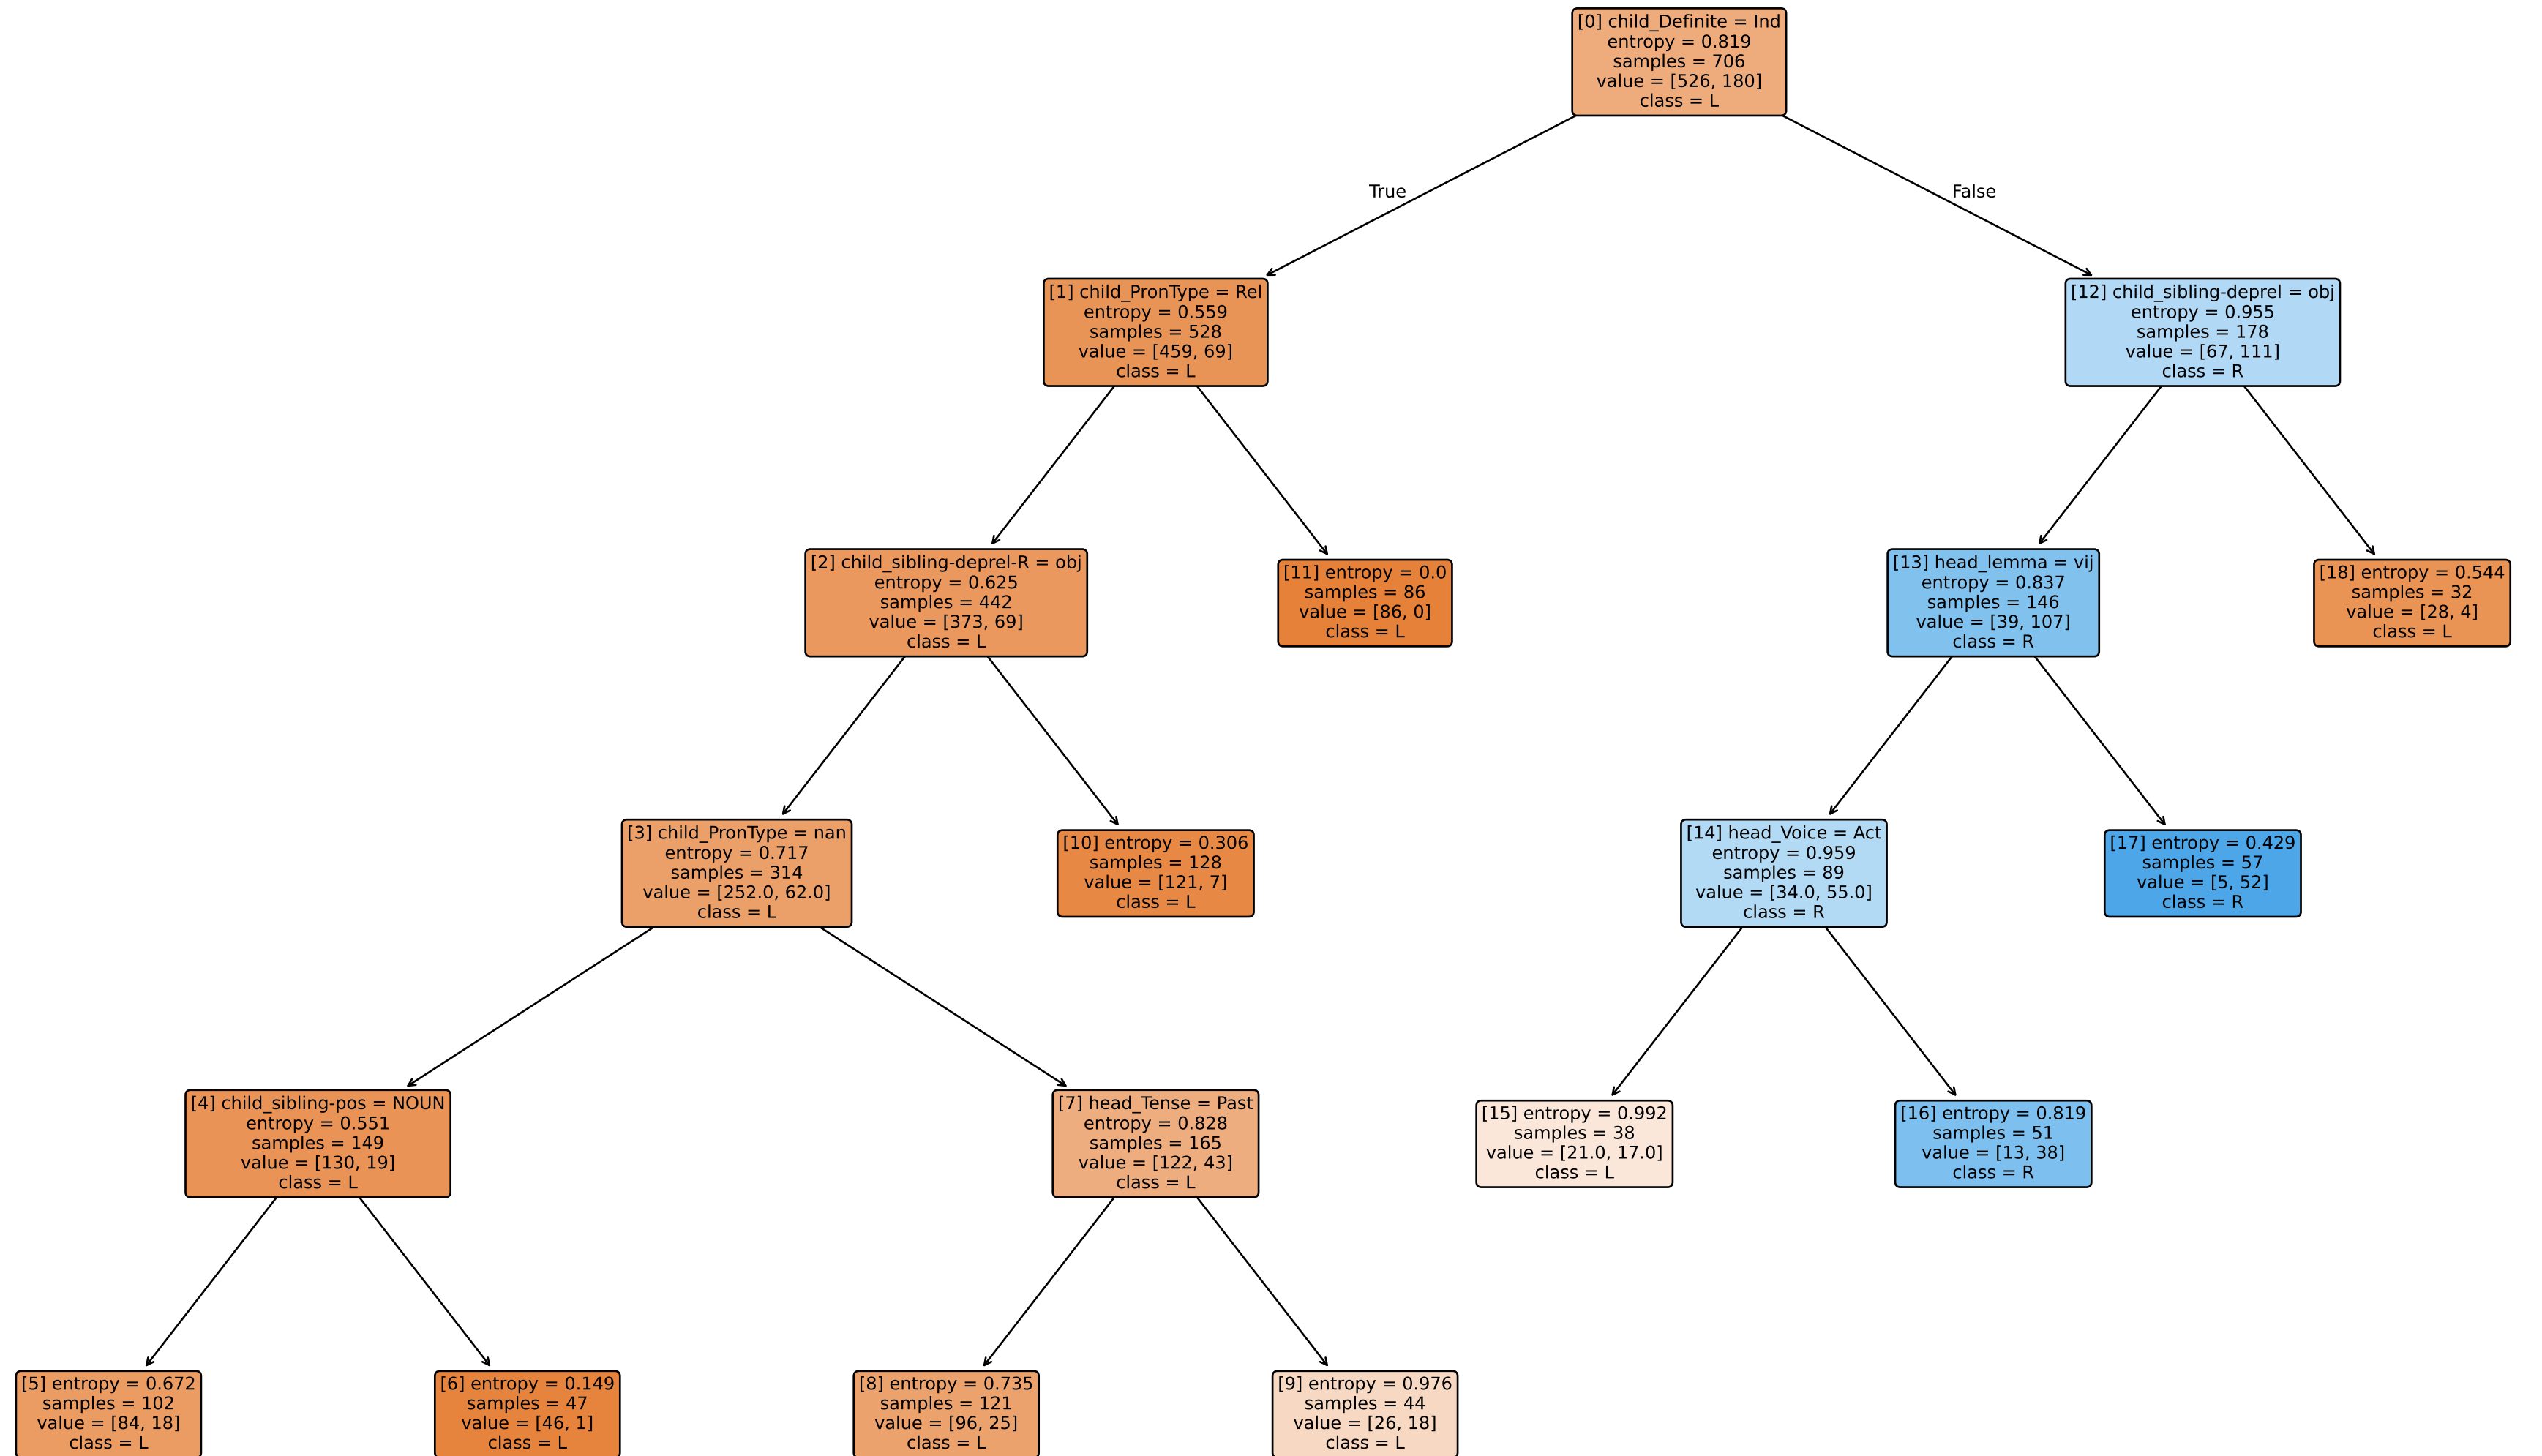 [0] child_Definite = Ind
entropy = 0.819
samples = 706
value = [526, 180]
class = L
True
False
[1] child_PronType = Rel
entropy = 0.559
samples = 528
value = [459, 69]
class = L
[12] child_sibling-deprel = obj
entropy = 0.955
samples = 178
value = [67, 111]
class = R
[2] child_sibling-deprel-R = obj
entropy = 0.625
samples = 442
value = [373, 69]
class = L
[11] entropy = 0.0
samples = 86
value = [86, 0]
class = L
[13] head_lemma = vij
entropy = 0.837
samples = 146
value = [39, 107]
class = R
[18] entropy = 0.544
samples = 32
value = [28, 4]
class = L
[3] child_PronType = nan
entropy = 0.717
samples = 314
value = [252.0, 62.0]
class = L
[10] entropy = 0.306
samples = 128
value = [121, 7]
class = L
[14] head_Voice = Act
entropy = 0.959
samples = 89
value = [34.0, 55.0]
class = R
[17] entropy = 0.429
samples = 57
value = [5, 52]
class = R
[4] child_sibling-pos = NOUN
entropy = 0.551
samples = 149
value = [130, 19]
class = L
[7] head_Tense = Past
entropy = 0.828
samples = 165
value = [122, 43]
class = L
[15] entropy = 0.992
samples = 38
value = [21.0, 17.0]
class = L
[16] entropy = 0.819
samples = 51
value = [13, 38]
class = R
[5] entropy = 0.672
samples = 102
value = [84, 18]
class = L
[6] entropy = 0.149
samples = 47
value = [46, 1]
class = L
[8] entropy = 0.735
samples = 121
value = [96, 25]
class = L
[9] entropy = 0.976
samples = 44
value = [26, 18]
class = L